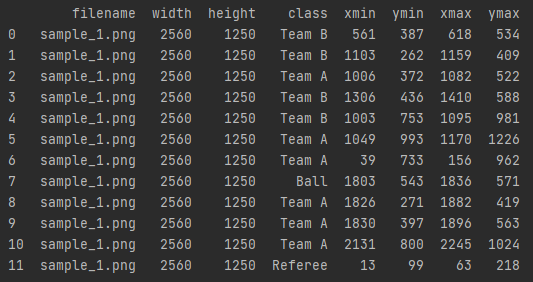 filename width height class xmin ymin xmax ymax
0 sample_1.png 2560 1250 Team B 561 387 618 534
1 sample_1.png 2560 1250 Team B 1103 262 1159 409
2 sample_1.png 2560 1250 Team A 1006 372 1082 522
3 sample_1.png 2560 1250 Team B 1306 436 1410 588
4 sample_1.png 2560 1250 Team B 1003 753 1095 981
5 sample_1.png 2560 1250 Team A 1049 993 1170 1226
6 sample_1.png 2560 1250 Team A 39 733 156 962
7 sample_1.png 2560 1250 Ball 1803 543 1836 571
8 sample_1.png 2560 1250 Team A 1826 271 1882 419
9 sample_1.png 2560 1250 Team A 1830 397 1896 563
10 sample_1.png 2560 1250 Team A 2131 800 2245 1024
11 sample_1.png 2560 1250 Referee 13 99 63 218